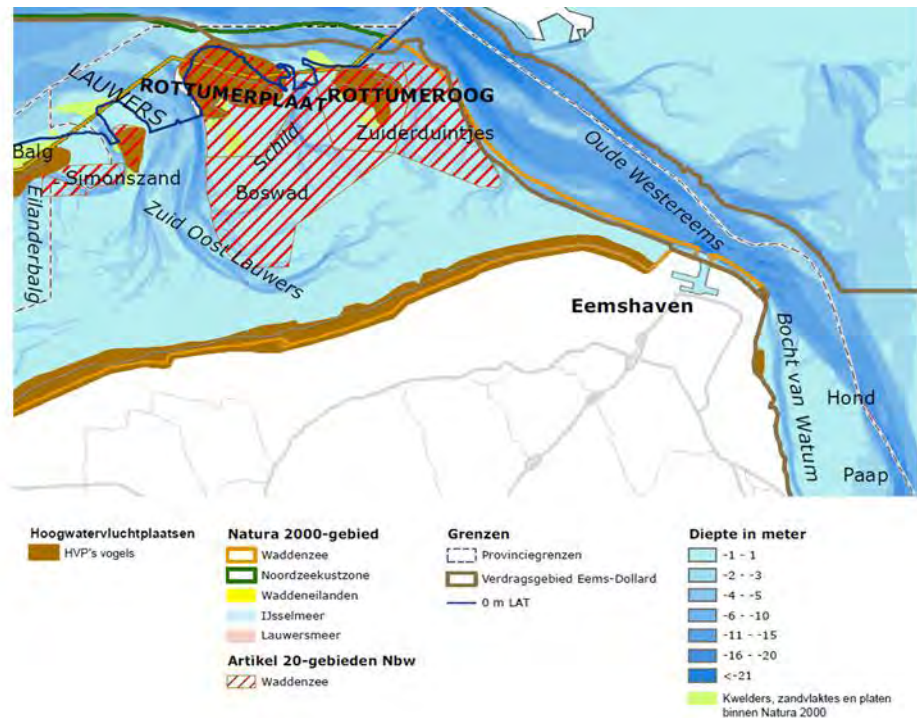 LAUWERS
ROTTUMERPLAAT
ROTTUMEROOG
Schild
Zuiderduintjes
Balg
Simonszand
Boswad
Eilanderbalg
Zuid Oost Lauwers
Oude Westereems
Eemshaven
Bocht van Watum
Hond
Paap
Hoogwatervluchtplaatsen
HVP's vogels
Natura 2000-gebied
Waddenzee
Noordzeekustzone
Waddeneilanden
IJsselmeer
Lauwersmeer
Artikel 20-gebieden Nbw
Waddenzee
Grenzen
Provinciegrenzen
Verdragsgebied Eems-Dollard
0 m LAT
Diepte in meter
-1 - 1
-2 - -3
-4 - -5
-6 - -10
-11 - -15
-16 - -20
<-21
Kwelders, zandvlaktes en platen
binnen Natura 2000